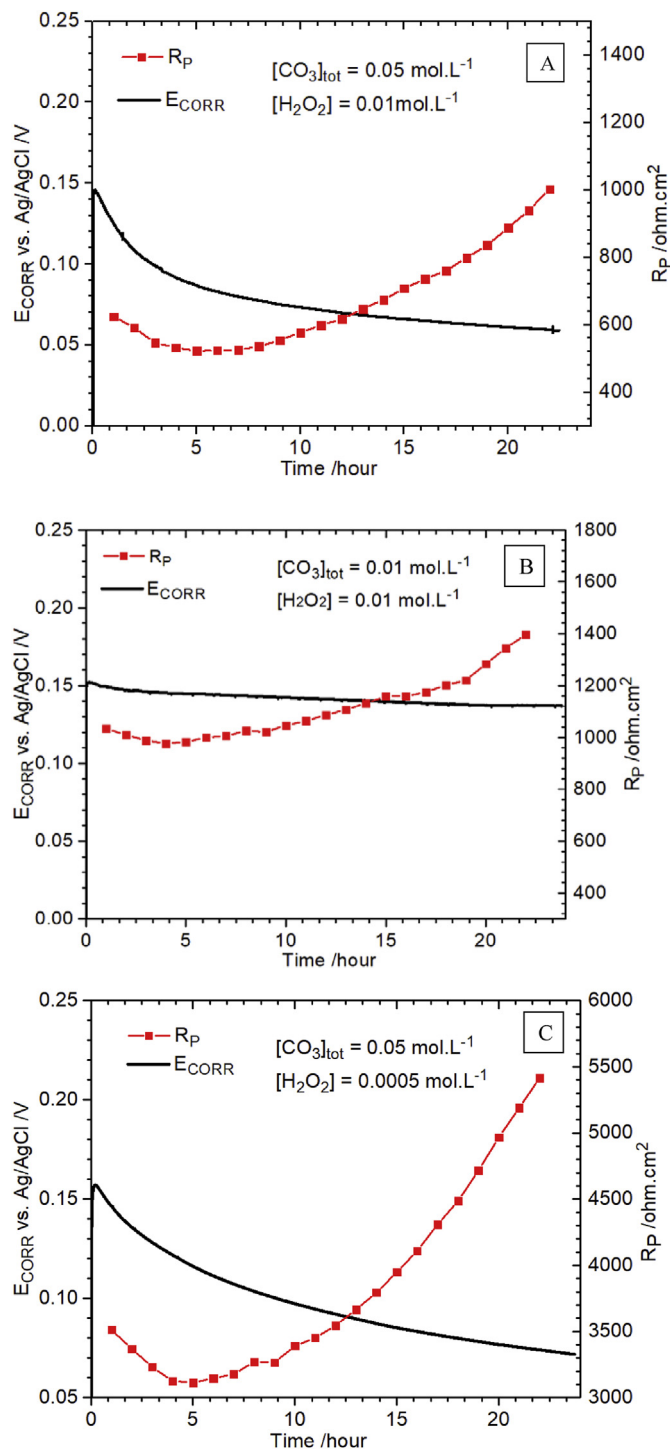 A
R_P
E_CORR
[CO₃]tot = 0.05 mol.L⁻¹
[H₂O₂] = 0.01mol.L⁻¹
E_CORR vs. Ag/AgCl /V
0.25
0.20
0.15
0.10
0.05
0.00
R_P /ohm.cm²
1400
1200
1000
800
600
400
0 5 10 15 20
Time /hour
B
R_P
E_CORR
[CO₃]tot = 0.01 mol.L⁻¹
[H₂O₂] = 0.01 mol.L⁻¹
E_CORR vs. Ag/AgCl /V
0.25
0.20
0.15
0.10
0.05
0.00
R_P /ohm.cm²
1800
1600
1400
1200
1000
800
600
400
0 5 10 15 20
Time /hour
C
R_P
E_CORR
[CO₃]tot = 0.05 mol.L⁻¹
[H₂O₂] = 0.0005 mol.L⁻¹
E_CORR vs. Ag/AgCl /V
0.25
0.20
0.15
0.10
0.05
R_P /ohm.cm²
6000
5500
5000
4500
4000
3500
3000
0 5 10 15 20
Time /hour